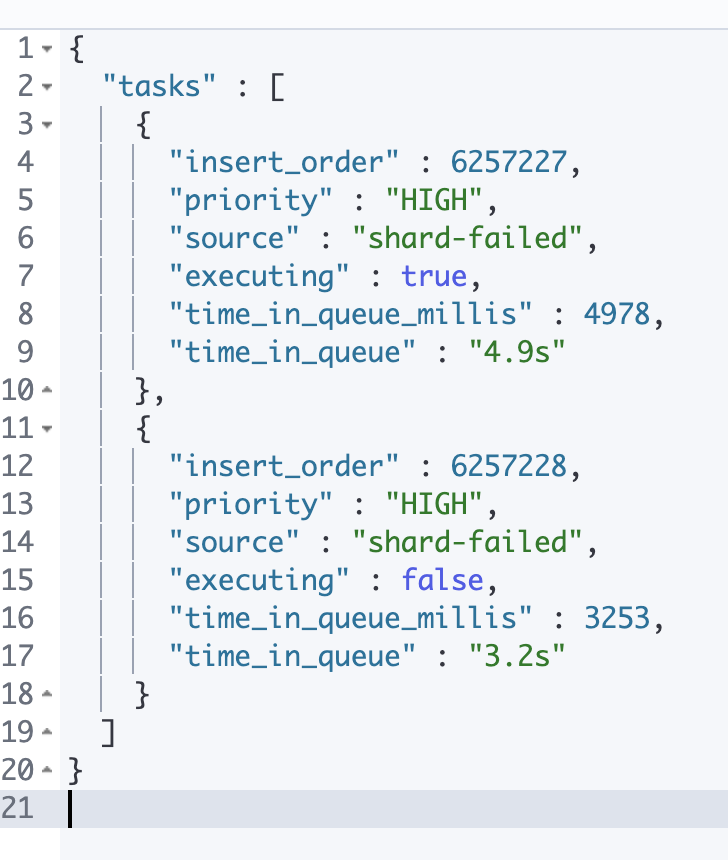 1 {
2 "tasks" : [
3 {
4 "insert_order" : 6257227,
5 "priority" : "HIGH",
6 "source" : "shard-failed",
7 "executing" : true,
8 "time_in_queue_millis" : 4978,
9 "time_in_queue" : "4.9s"
10 },
11 {
12 "insert_order" : 6257228,
13 "priority" : "HIGH",
14 "source" : "shard-failed",
15 "executing" : false,
16 "time_in_queue_millis" : 3253,
17 "time_in_queue" : "3.2s"
18 }
19 ]
20 }
21